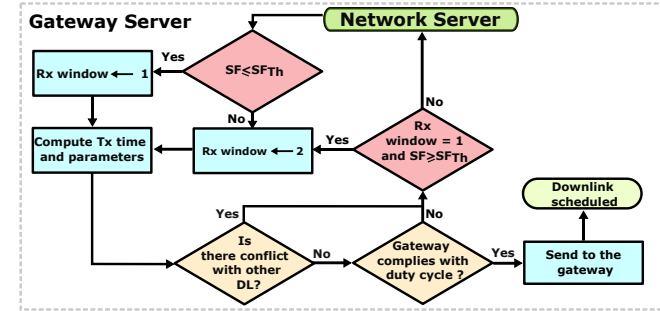 Gateway Server
Network Server
Yes
SF⩽SFTh
Rx window ← 1
No
No
Rx
window = 1
and SF⩾SFTh
Compute Tx time
and parameters
Rx window ← 2
Yes
Downlink
scheduled
Yes
No
Is
there conflict
with other
DL?
No
Gateway
complies with
duty cycle ?
Yes
Send to the
gateway